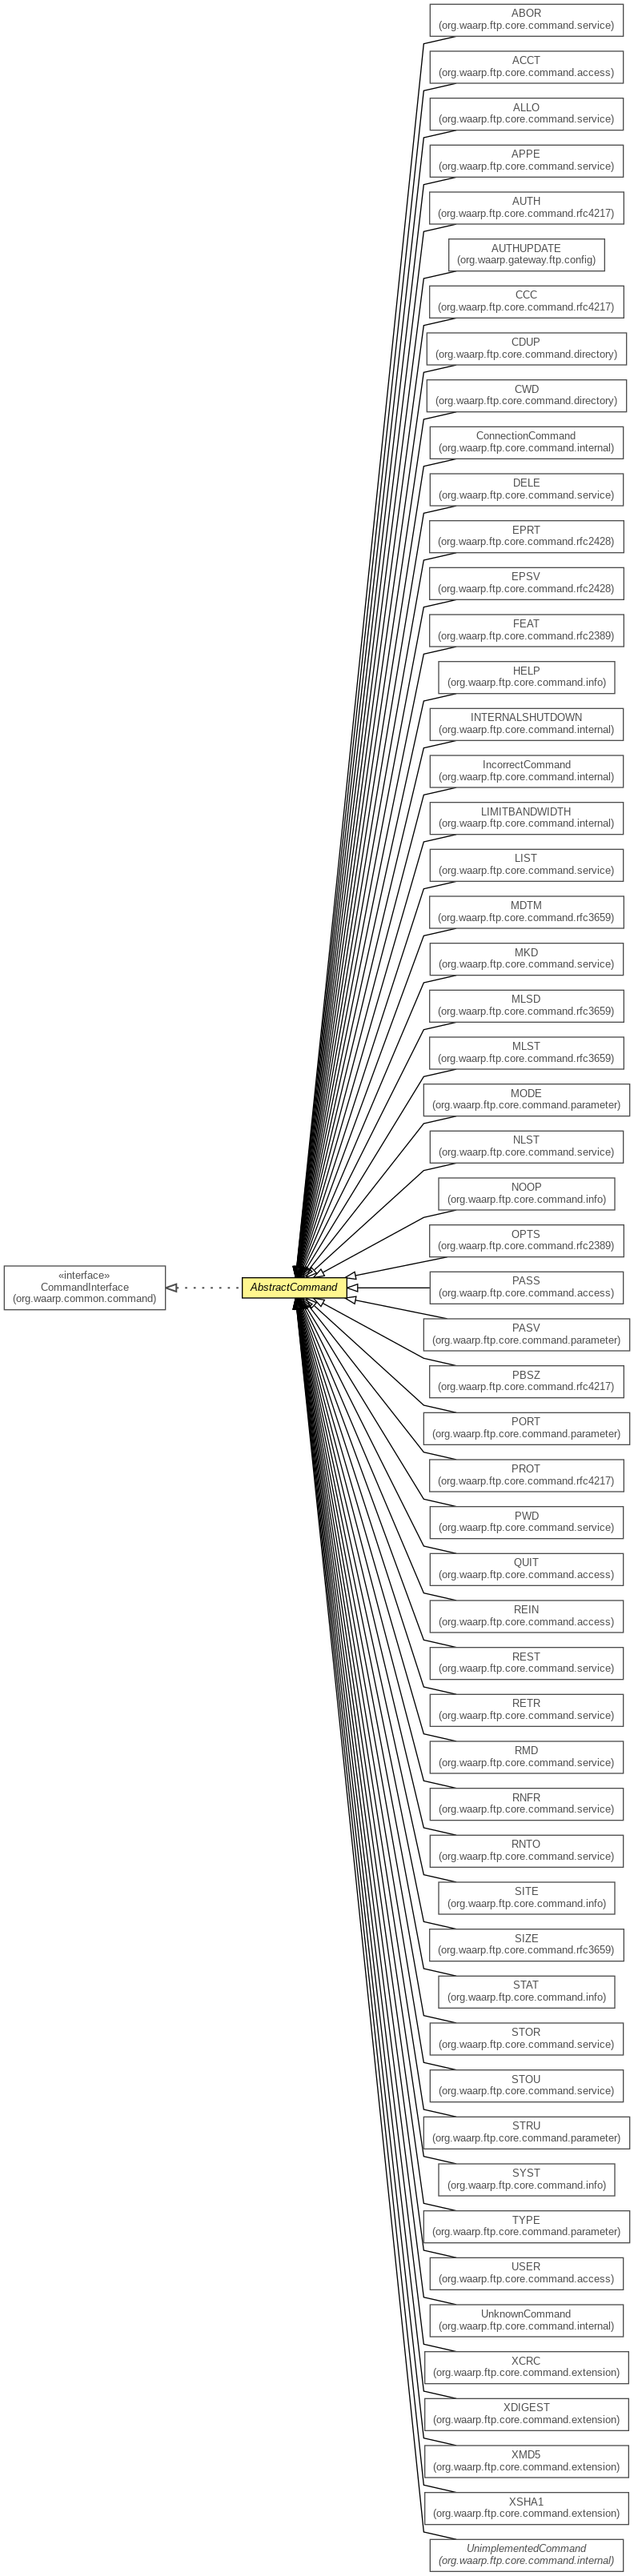 ABOR
(org.waarp.ftp.core.command.service)
ACCT
(org.waarp.ftp.core.command.access)
ALLO
(org.waarp.ftp.core.command.service)
APPE
(org.waarp.ftp.core.command.service)
AUTH
(org.waarp.ftp.core.command.rfc4217)
AUTHUPDATE
(org.waarp.gateway.ftp.config)
CCC
(org.waarp.ftp.core.command.rfc4217)
CDUP
(org.waarp.ftp.core.command.directory)
CWD
(org.waarp.ftp.core.command.directory)
ConnectionCommand
(org.waarp.ftp.core.command.internal)
DELE
(org.waarp.ftp.core.command.service)
EPRT
(org.waarp.ftp.core.command.rfc2428)
EPSV
(org.waarp.ftp.core.command.rfc2428)
FEAT
(org.waarp.ftp.core.command.rfc2389)
HELP
(org.waarp.ftp.core.command.info)
INTERNALSHUTDOWN
(org.waarp.ftp.core.command.internal)
IncorrectCommand
(org.waarp.ftp.core.command.internal)
LIMITBANDWIDTH
(org.waarp.ftp.core.command.internal)
LIST
(org.waarp.ftp.core.command.service)
MDTM
(org.waarp.ftp.core.command.rfc3659)
MKD
(org.waarp.ftp.core.command.service)
MLSD
(org.waarp.ftp.core.command.rfc3659)
MLST
(org.waarp.ftp.core.command.rfc3659)
MODE
(org.waarp.ftp.core.command.parameter)
NLST
(org.waarp.ftp.core.command.service)
NOOP
(org.waarp.ftp.core.command.info)
OPTS
(org.waarp.ftp.core.command.rfc2389)
«interface»
CommandInterface
(org.waarp.common.command)
AbstractCommand
PASS
(org.waarp.ftp.core.command.access)
PASV
(org.waarp.ftp.core.command.parameter)
PBSZ
(org.waarp.ftp.core.command.rfc4217)
PORT
(org.waarp.ftp.core.command.parameter)
PROT
(org.waarp.ftp.core.command.rfc4217)
PWD
(org.waarp.ftp.core.command.service)
QUIT
(org.waarp.ftp.core.command.access)
REIN
(org.waarp.ftp.core.command.access)
REST
(org.waarp.ftp.core.command.service)
RETR
(org.waarp.ftp.core.command.service)
RMD
(org.waarp.ftp.core.command.service)
RNFR
(org.waarp.ftp.core.command.service)
RNTO
(org.waarp.ftp.core.command.service)
SITE
(org.waarp.ftp.core.command.info)
SIZE
(org.waarp.ftp.core.command.rfc3659)
STAT
(org.waarp.ftp.core.command.info)
STOR
(org.waarp.ftp.core.command.service)
STOU
(org.waarp.ftp.core.command.service)
STRU
(org.waarp.ftp.core.command.parameter)
SYST
(org.waarp.ftp.core.command.info)
TYPE
(org.waarp.ftp.core.command.parameter)
USER
(org.waarp.ftp.core.command.access)
UnknownCommand
(org.waarp.ftp.core.command.internal)
XCRC
(org.waarp.ftp.core.command.extension)
XDIGEST
(org.waarp.ftp.core.command.extension)
XMD5
(org.waarp.ftp.core.command.extension)
XSHA1
(org.waarp.ftp.core.command.extension)
UnimplementedCommand
(org.waarp.ftp.core.command.internal)